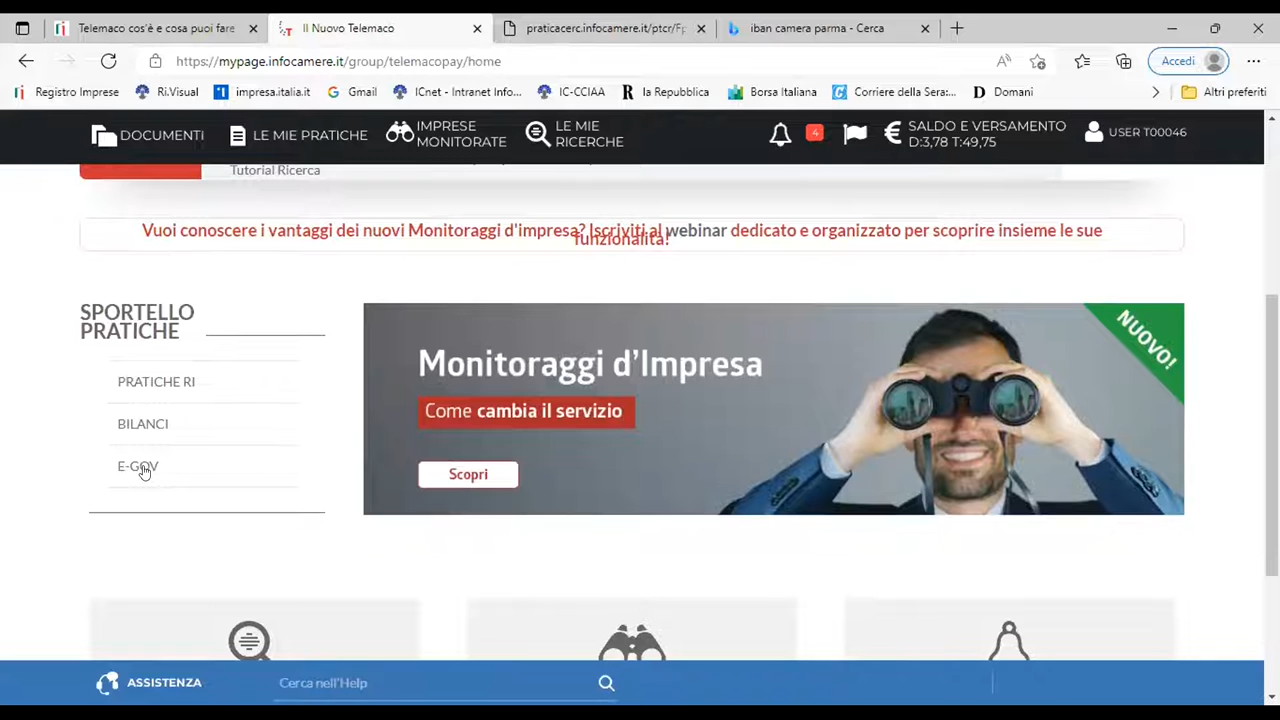 Telemaco cos'è e cosa puoi fare
Il Nuovo Telemaco
praticacerc.infocamere.it/ptcr/Fp
iban camera parma - Cerca
https://mypage.infocamere.it/group/telemacopay/home
Accedi
Registro Imprese
Ri.Visual
impresa.italia.it
Gmail
ICnet - Intranet Info...
IC-CCIAA
la Repubblica
Borsa Italiana
Corriere della Sera:...
Domani
Altri preferiti
DOCUMENTI
LE MIE PRATICHE
IMPRESE MONITORATE
LE MIE RICERCHE
4
SALDO E VERSAMENTO
D:3,78 T:49,75
USER T00046
Tutorial Ricerca
Vuoi conoscere i vantaggi dei nuovi Monitoraggi d'impresa? Iscriviti al webinar dedicato e organizzato per scoprire insieme le sue
funzionalità!
SPORTELLO
PRATICHE
PRATICHE RI
BILANCI
E-GOV
Monitoraggi d'Impresa
Come cambia il servizio
Scopri
NUOVO!
ASSISTENZA
Cerca nell'Help